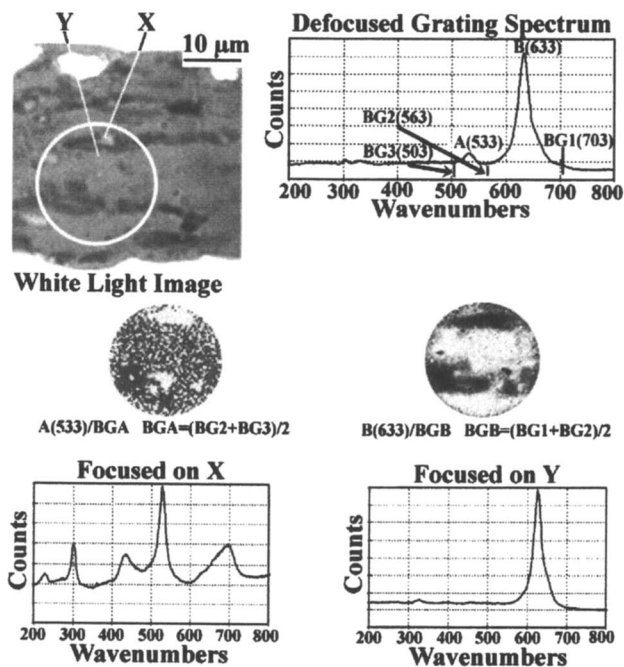 Y X
10 μm
White Light Image
Defocused Grating Spectrum
B(633)
BG2(563)
A(533)
BG1(703)
BG3(503)
Counts
200 300 400 500 600 700 800
Wavenumbers
A(533)/BGA BGA=(BG2+BG3)/2
B(633)/BGB BGB=(BG1+BG2)/2
Focused on X
Counts
200 300 400 500 600 700 800
Wavenumbers
Focused on Y
Counts
200 300 400 500 600 700 800
Wavenumbers